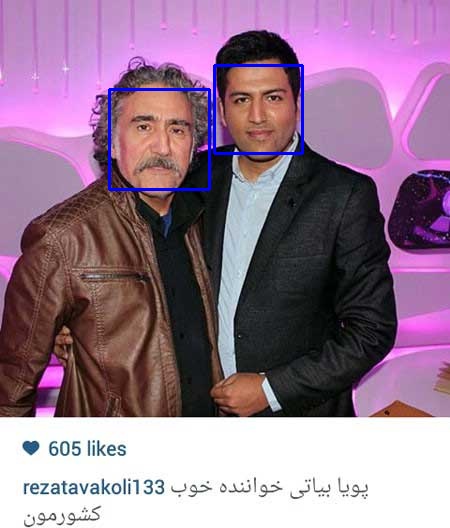 605 likes
rezatavakoli133 پویا بیاتی خواننده خوب
کشورمون